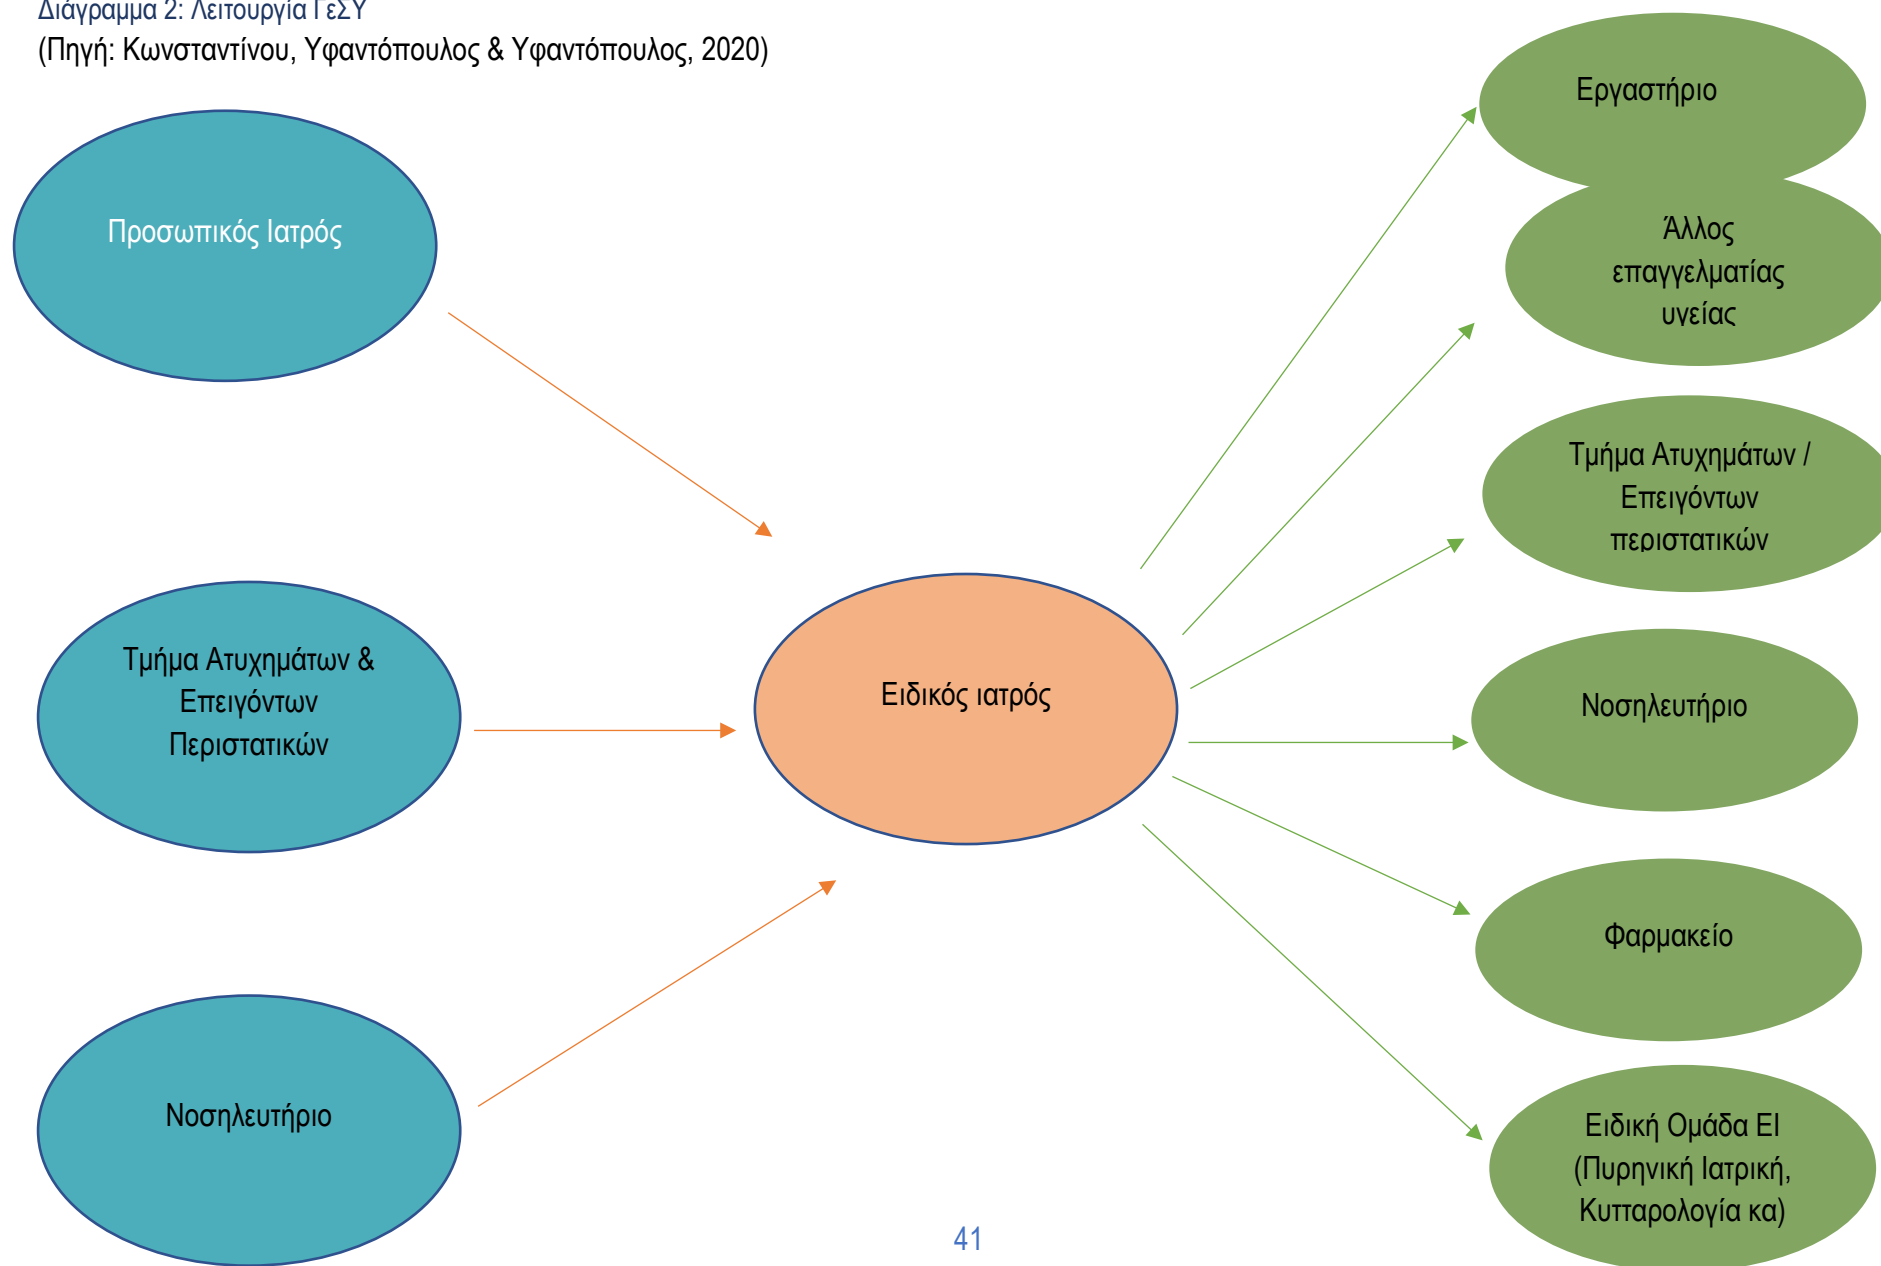 Διάγραμμα 2: Λειτουργία ΓεΣΥ
(Πηγή: Κωνσταντίνου, Υφαντόπουλος & Υφαντόπουλος, 2020)
Προσωπικός Ιατρός
Τμήμα Ατυχημάτων &
Επειγόντων
Περιστατικών
Νοσηλευτήριο
Ειδικός ιατρός
Εργαστήριο
Άλλος
επαγγελματίας
υγείας
Τμήμα Ατυχημάτων /
Επειγόντων
περιστατικών
Νοσηλευτήριο
Φαρμακείο
Ειδική Ομάδα ΕΙ
(Πυρηνική Ιατρική,
Κυτταρολογία κα)
41